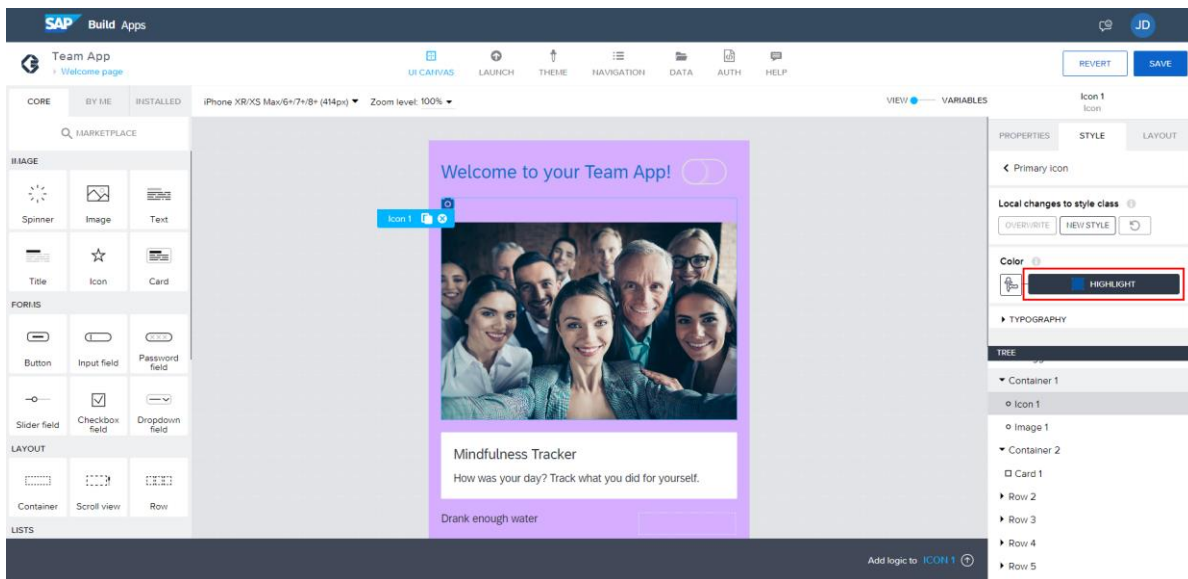 SAP Build Apps
JD
Team App
Welcome page
UI CANVAS LAUNCH THEME NAVIGATION DATA AUTH HELP
REVERT SAVE
CORE BY ME INSTALLED
iPhone XR/XS Max/6+/7+/8+ (414px) Zoom level: 100%
VIEW VARIABLES
Icon 1
Icon
MARKETPLACE
PROPERTIES STYLE LAYOUT
IMAGE
Spinner Image Text
Title Icon Card
FORMS
Button Input field Password field
Slider field Checkbox field Dropdown field
LAYOUT
Container Scroll view Row
LISTS
Welcome to your Team App!
Icon 1
Mindfulness Tracker
How was your day? Track what you did for yourself.
Drank enough water
Add logic to ICON 1
Primary icon
Local changes to style class
OVERWRITE NEW STYLE
Color
HIGHLIGHT
TYPOGRAPHY
TREE
Container 1
Icon 1
Image 1
Container 2
Card 1
Row 2
Row 3
Row 4
Row 5